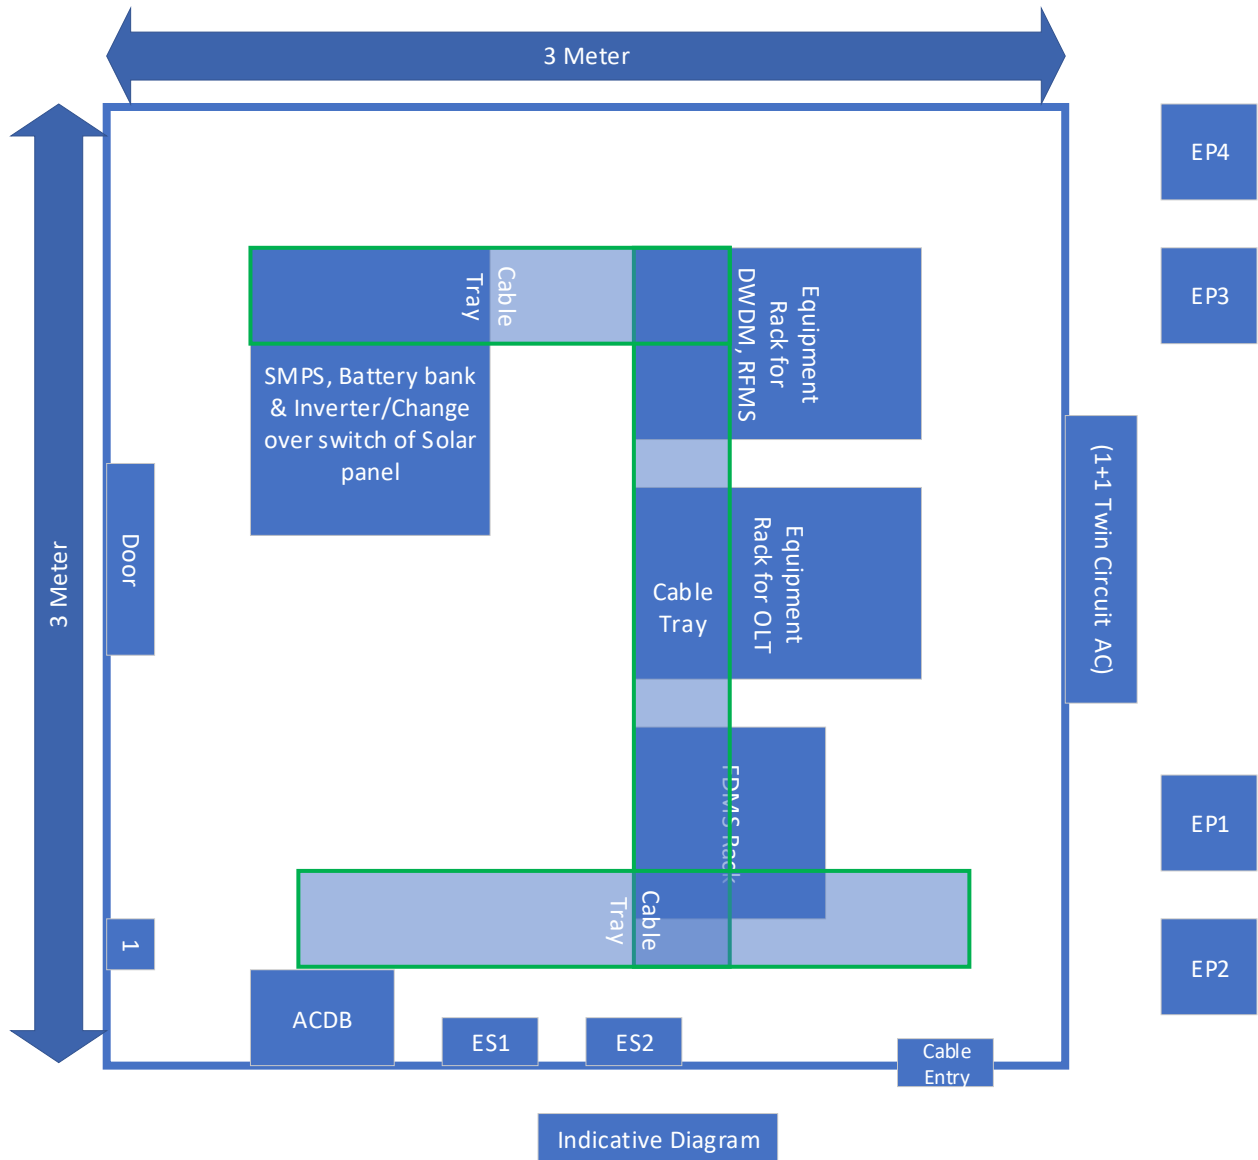 3 Meter
EP4
Cable
Tray
Equipment
Rack for
DWDM, RFMS
EP3
SMPS, Battery bank
& Inverter/Change
over switch of Solar
panel
(1+1 Twin Circuit AC)
Door
3 Meter
Equipment
Rack for OLT
Cable
Tray
FDMS Rack
EP1
Cable
Tray
1
EP2
ACDB
ES1
ES2
Cable
Entry
Indicative Diagram